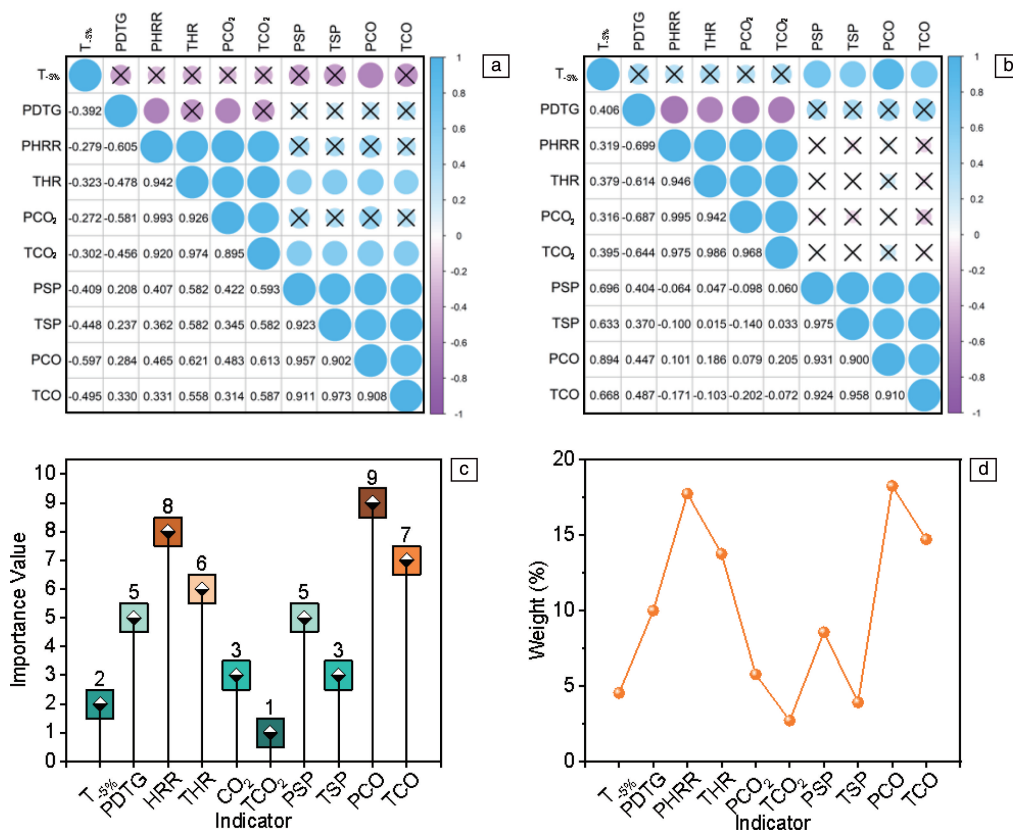 T-5% PDTG PHRR THR PCO₂ TCO₂ PSP TSP PCO TCO
a
T-5%
PDTG -0.392
PHRR -0.279 -0.605
THR -0.323 -0.478 0.942
PCO₂ -0.272 -0.581 0.993 0.926
TCO₂ -0.302 -0.456 0.920 0.974 0.895
PSP -0.409 0.208 0.407 0.582 0.422 0.593
TSP -0.448 0.237 0.362 0.582 0.345 0.582 0.923
PCO -0.597 0.284 0.465 0.621 0.483 0.613 0.957 0.902
TCO -0.495 0.330 0.331 0.558 0.314 0.587 0.911 0.973 0.908
1
0.8
0.6
0.4
0.2
0
-0.2
-0.4
-0.6
-0.8
-1
T-5% PDTG PHRR THR PCO₂ TCO₂ PSP TSP PCO TCO
b
T-5%
PDTG 0.406
PHRR 0.319 -0.699
THR 0.379 -0.614 0.946
PCO₂ 0.316 -0.687 0.995 0.942
TCO₂ 0.395 -0.644 0.975 0.986 0.968
PSP 0.696 0.404 -0.064 0.047 -0.098 0.060
TSP 0.633 0.370 -0.100 0.015 -0.140 0.033 0.975
PCO 0.894 0.447 0.101 0.186 0.079 0.205 0.931 0.900
TCO 0.668 0.487 -0.171 -0.103 -0.202 -0.072 0.924 0.958 0.910
1
0.8
0.6
0.4
0.2
0
-0.2
-0.4
-0.6
-0.8
-1
c
Importance Value
10
9
8
7
6
5
4
3
2
1
0
2 5 8 6 3 1 5 3 9 7
T-5% PDTG HRR THR CO₂ TCO₂ PSP TSP PCO TCO
Indicator
d
Weight (%)
20
15
10
5
0
T-5% PDTG PHRR THR PCO₂ TCO₂ PSP TSP PCO TCO
Indicator